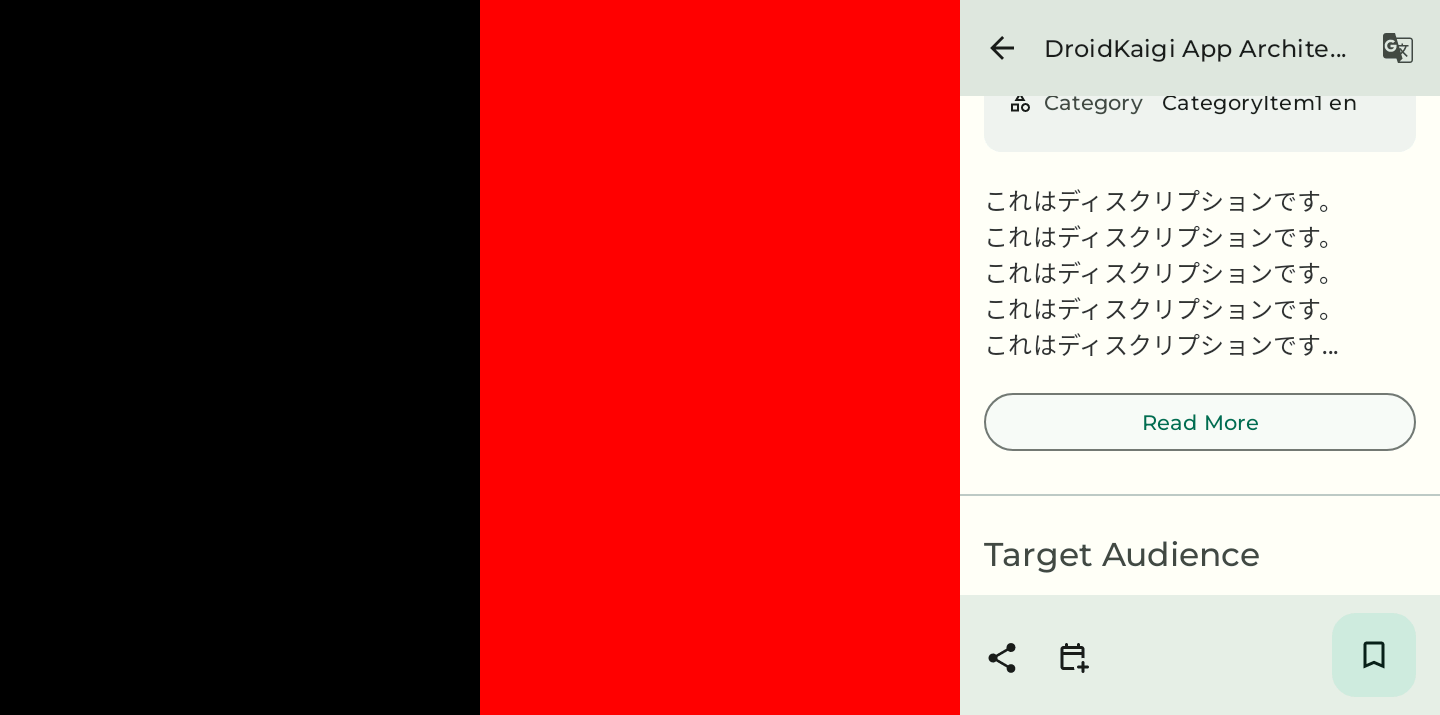 DroidKaigi App Archite...
Category CategoryItem1 en
これはディスクリプションです。
これはディスクリプションです。
これはディスクリプションです。
これはディスクリプションです。
これはディスクリプションです...
Read More
Target Audience